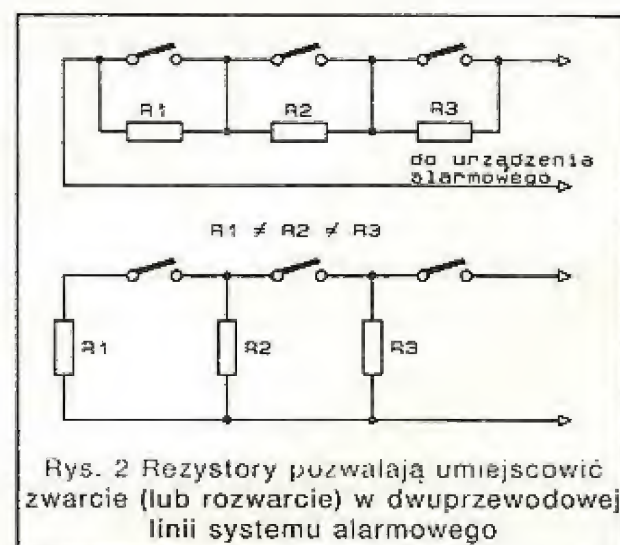 R1
R2
R3
do urządzenia
alarmowego
R1 ≠ R2 ≠ R3
R1
R2
R3
Rys. 2 Rezystory pozwalają umiejscowić
zwarcie (lub rozwarcie) w dwuprzewodowej
linii systemu alarmowego